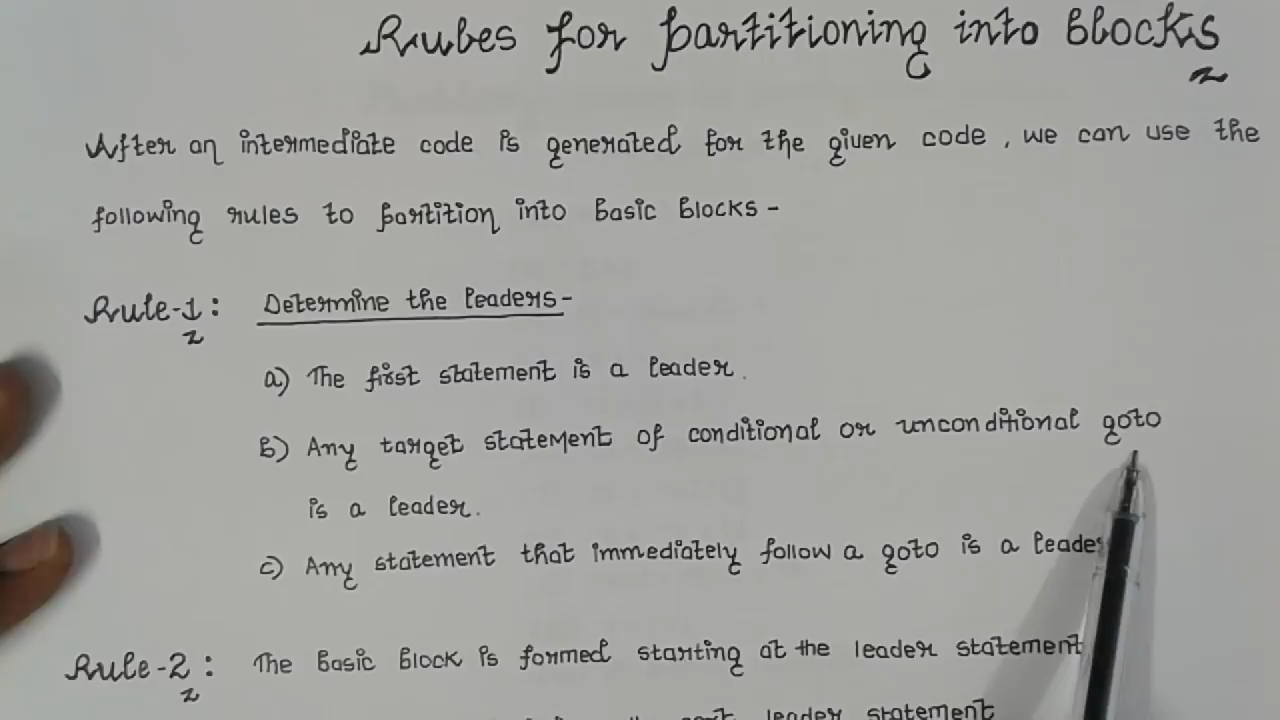 Rules for partitioning into Blocks
After an intermediate code is generated for the given code, we can use the
following rules to partition into Basic Blocks -
Rule-1: Determine the leaders-
a) The first statement is a leader.
b) Any target statement of conditional or unconditional goto
is a leader.
c) Any statement that immediately follow a goto is a leade
Rule-2: The Basic Block is formed starting at the leader statement
leader statement